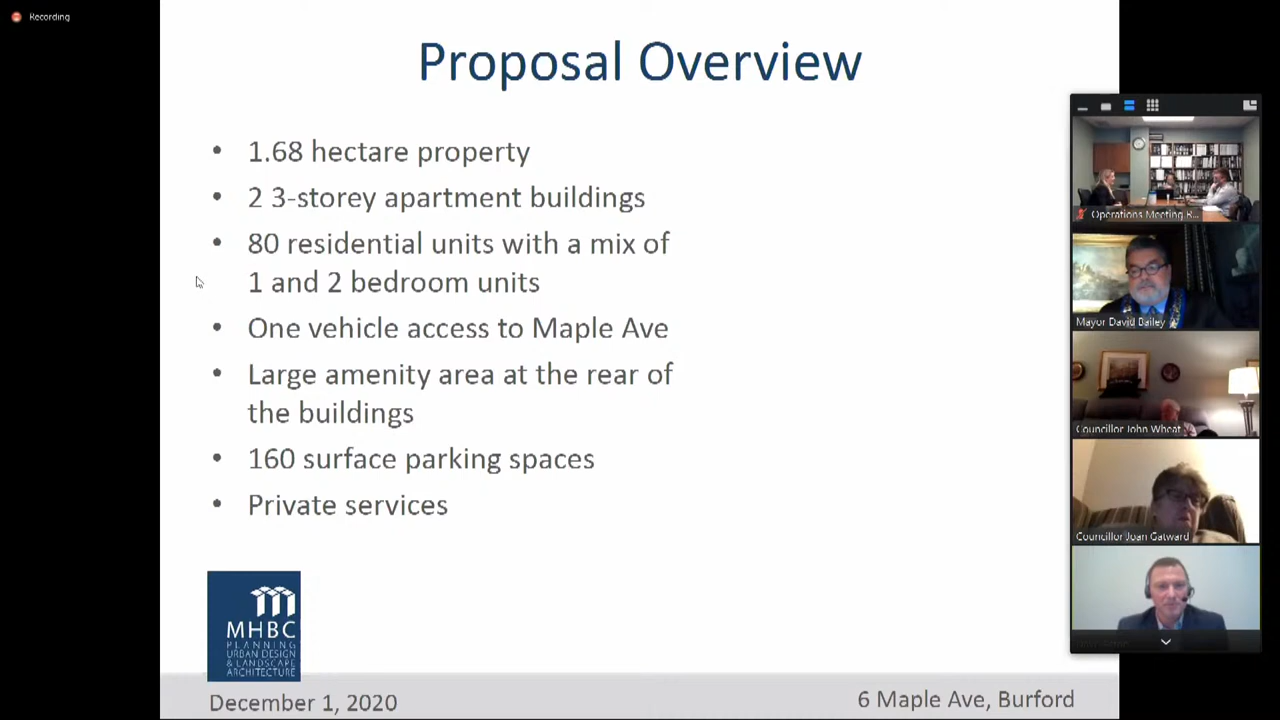 Recording
Proposal Overview
• 1.68 hectare property
• 2 3-storey apartment buildings
• 80 residential units with a mix of
1 and 2 bedroom units
• One vehicle access to Maple Ave
• Large amenity area at the rear of
the buildings
• 160 surface parking spaces
• Private services
MHBC
PLANNING
URBAN DESIGN
& LANDSCAPE
ARCHITECTURE
December 1, 2020
6 Maple Ave, Burford
Operations Meeting R...
Mayor David Bailey
Councillor John Wheat
Councillor Joan Gatward